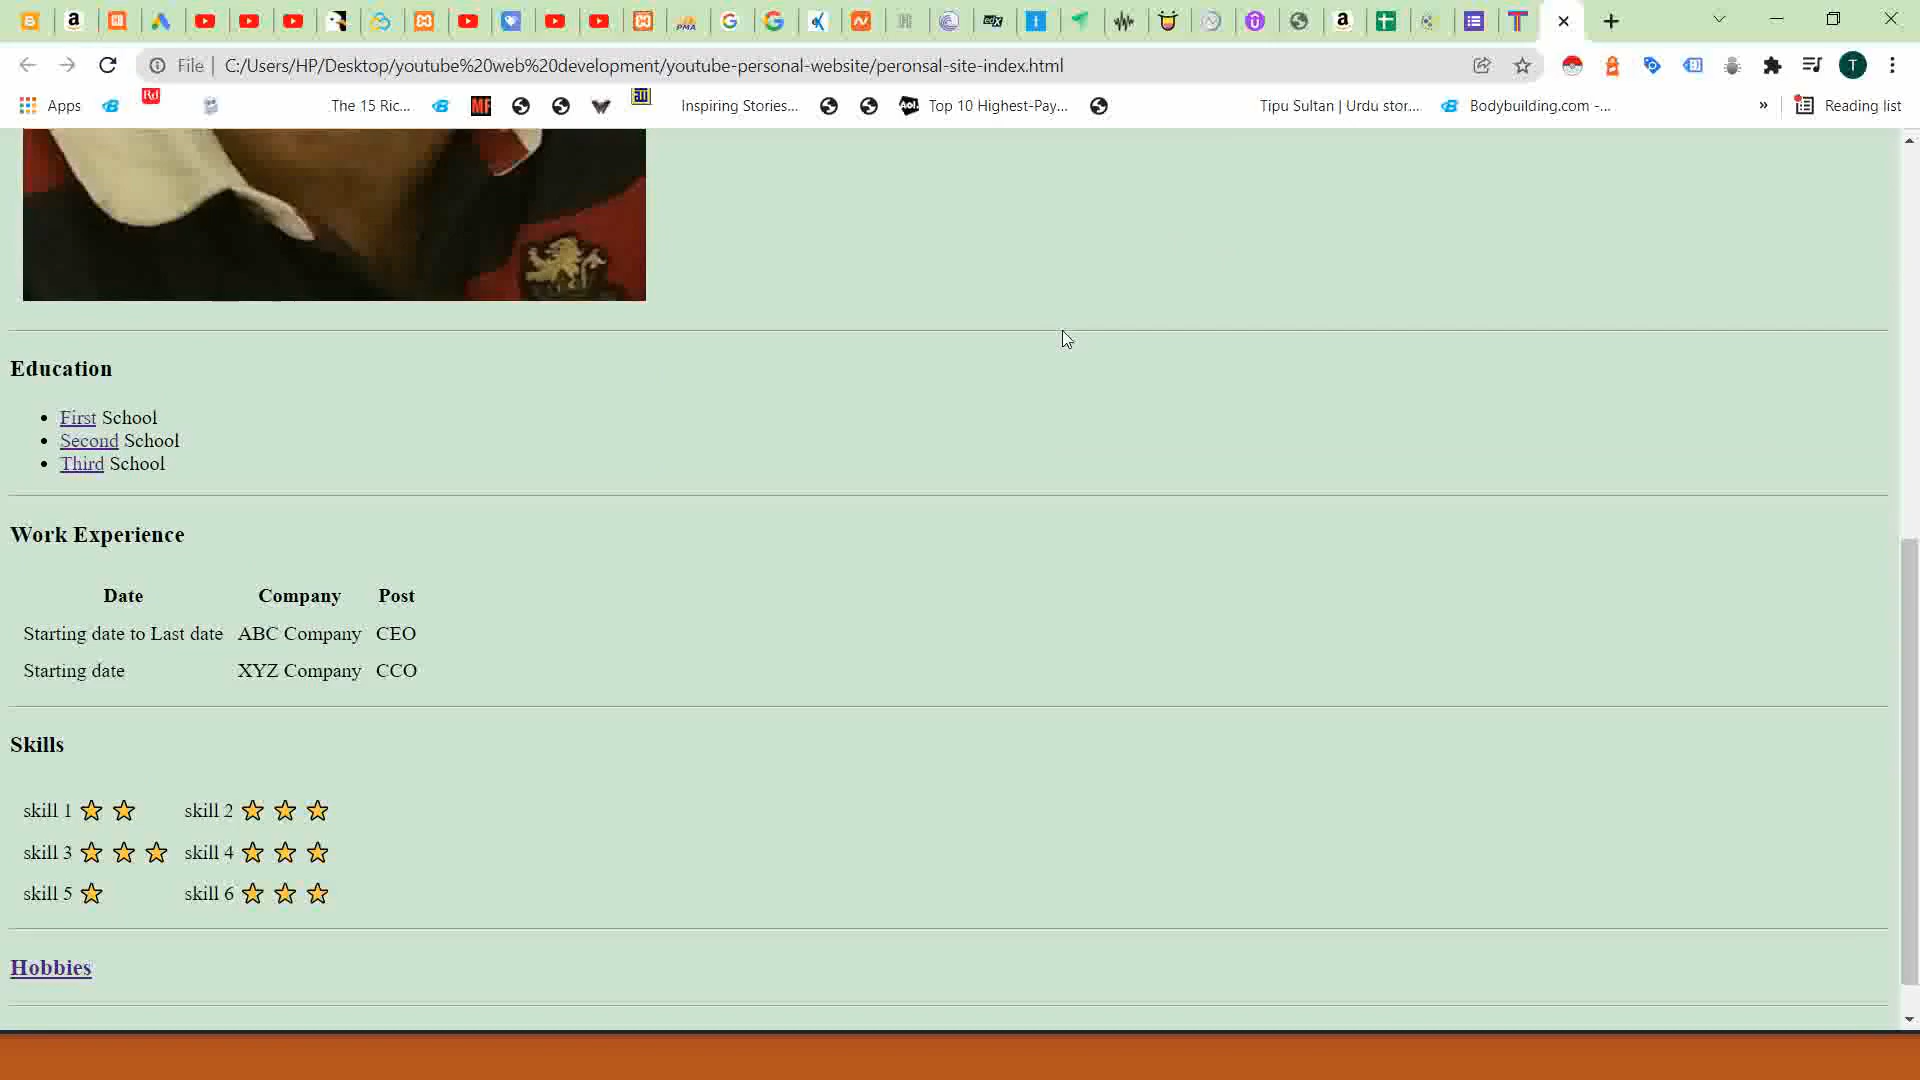 File | C:/Users/HP/Desktop/youtube%20web%20development/youtube-personal-website/peronsal-site-index.html T
Apps Rd The 15 Ric... MF Inspiring Stories... Aol. Top 10 Highest-Pay... Tipu Sultan | Urdu stor... Bodybuilding.com -... » Reading list
Education
First School
Second School
Third School
Work Experience
Date Company Post
Starting date to Last date ABC Company CEO
Starting date XYZ Company CCO
Skills
skill 1 skill 2
skill 3 skill 4
skill 5 skill 6
Hobbies